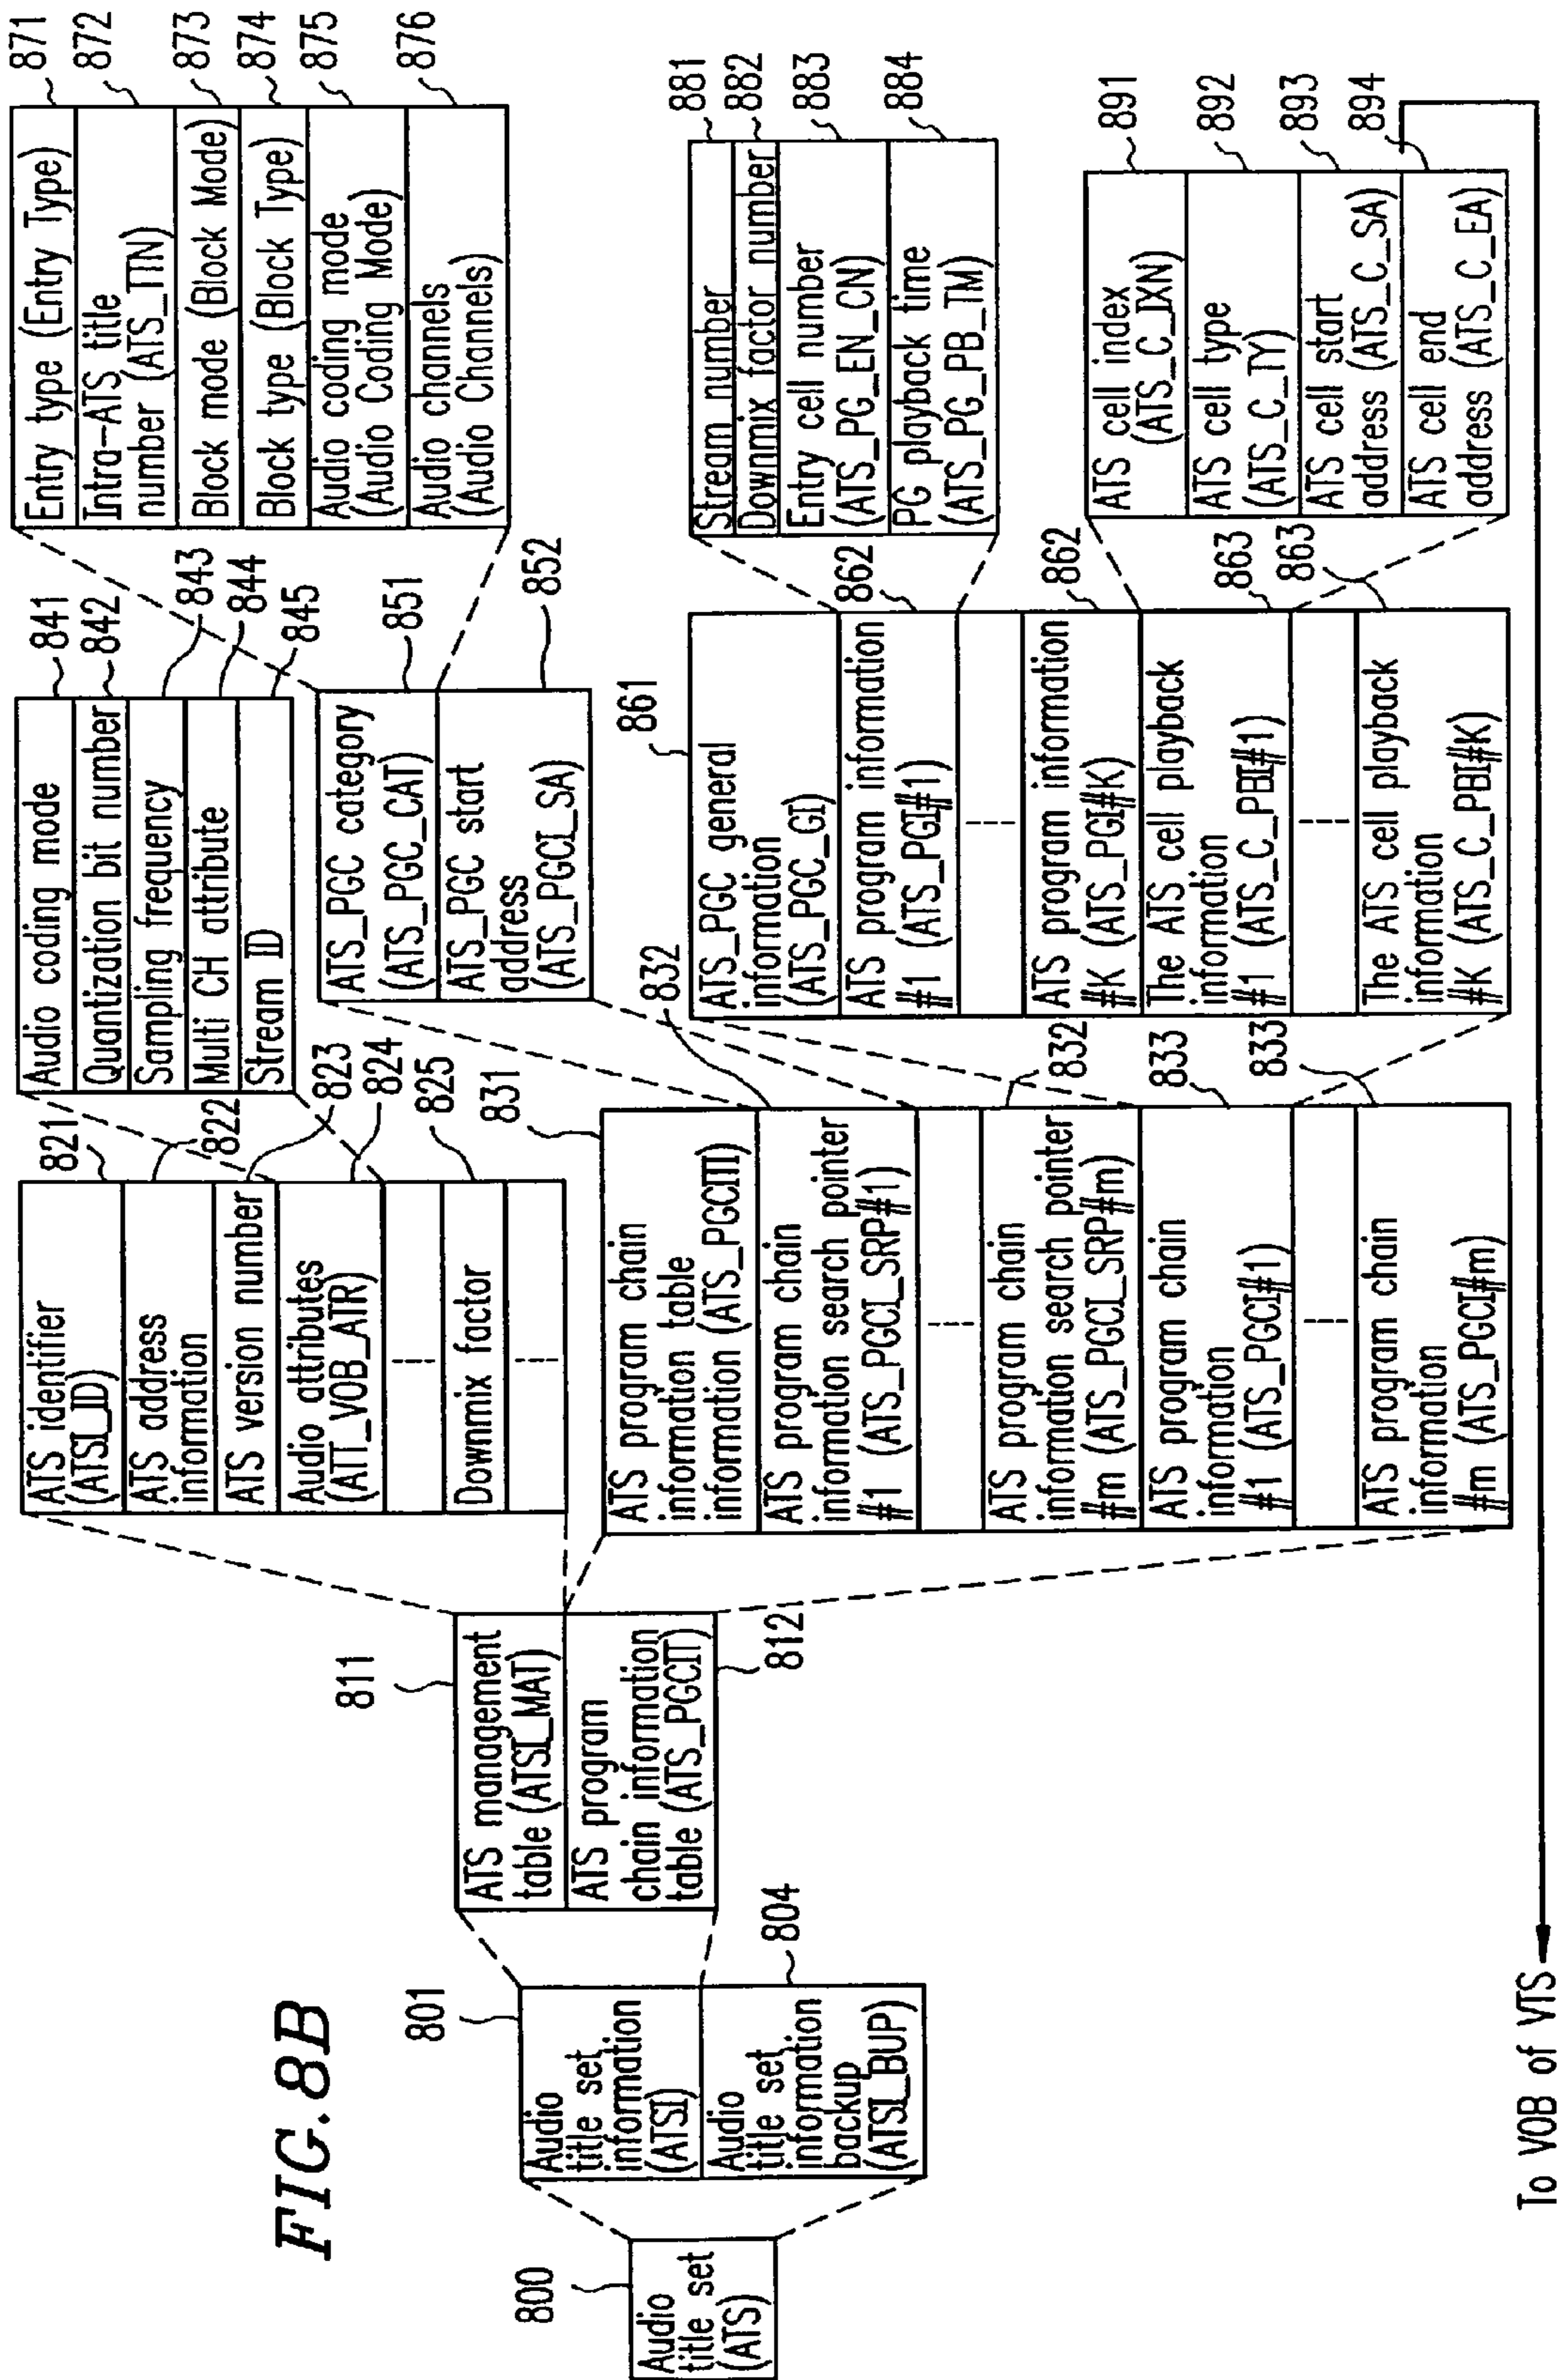 FIG.8B
800
Audio
title set
(ATS)
801
Audio
title set
information
(ATSI)
Audio
title set
information
backup
(ATSI_BUP)
804
811
ATS management
table (ATSI_MAT)
ATS program
chain information
table (ATS_PGCIT)
812
821
822
823
824
825
ATS identifier
(ATSI_ID)
ATS address
information
ATS version number
Audio attributes
(ATT_VOB_ATR)
Downmix factor
841
842
843
844
845
Audio coding mode
Quantization bit number
Sampling frequency
Multi CH attribute
Stream ID
831
832
832
833
833
ATS program chain
information table
information (ATS_PGCITI)
ATS program chain
information search pointer
#1 (ATS_PGCI_SRP#1)
ATS program chain
information search pointer
#m (ATS_PGCI_SRP#m)
ATS program chain
information
#1 (ATS_PGCI#1)
ATS program chain
information
#m (ATS_PGCI#m)
851
852
ATS_PGC category
(ATS_PGC_CAT)
ATS_PGC start
address
(ATS_PGCI_SA)
861
862
862
863
863
ATS_PGC general
information
(ATS_PGC_GI)
ATS program information
#1 (ATS_PGI#1)
ATS program information
#K (ATS_PGI#K)
The ATS cell playback
information
#1 (ATS_C_PBI#1)
The ATS cell playback
information
#K (ATS_C_PBI#K)
871
872
873
874
875
876
Entry type (Entry Type)
Intra-ATS title
number (ATS_TTN)
Block mode (Block Mode)
Block type (Block Type)
Audio coding mode
(Audio Coding Mode)
Audio channels
(Audio Channels)
881
882
883
884
Stream number
Downmix factor number
Entry cell number
(ATS_PG_EN_CN)
PG playback time
(ATS_PG_PB_TM)
891
892
893
894
ATS cell index
(ATS_C_IXN)
ATS cell type
(ATS_C_TY)
ATS cell start
address (ATS_C_SA)
ATS cell end
address (ATS_C_EA)
To VOB of VTS